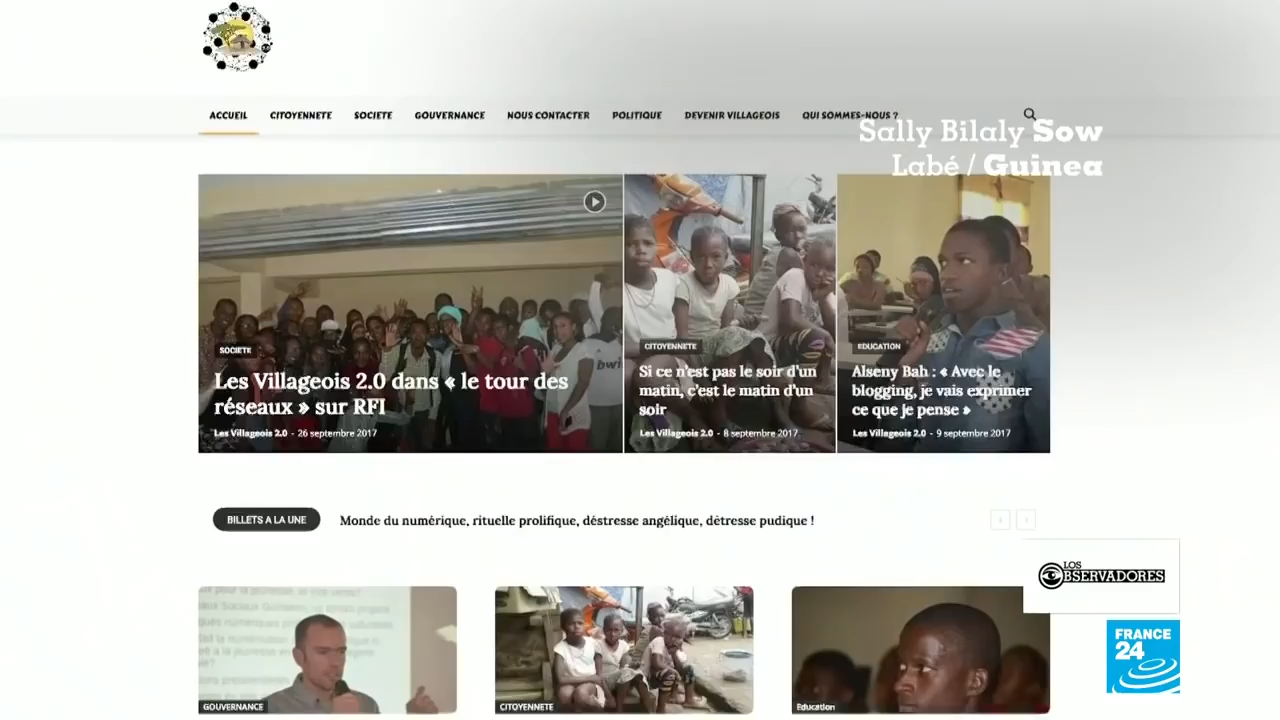 ACCUEIL CITOYENNETE SOCIETE GOUVERNANCE NOUS CONTACTER POLITIQUE DEVENIR VILLAGEOIS QUI SOMMES-NOUS ?
Sally Bilaly Sow
Labé / Guinea
SOCIETE
Les Villageois 2.0 dans « le tour des
réseaux » sur RFI
Les Villageois 2.0 - 26 septembre 2017
CITOYENNETE
Si ce n'est pas le soir d'un
matin, c'est le matin d'un
soir
Les Villageois 2.0 - 8 septembre 2017
EDUCATION
Alseny Bah : « Avec le
blogging, je vais exprimer
ce que je pense »
Les Villageois 2.0 - 9 septembre 2017
bwi
BILLETS A LA UNE
Monde du numérique, rituelle prolifique, déstresse angélique, détresse pudique !
LOS
OBSERVADORES
FRANCE
24
GOUVERNANCE
CITOYENNETE
Education